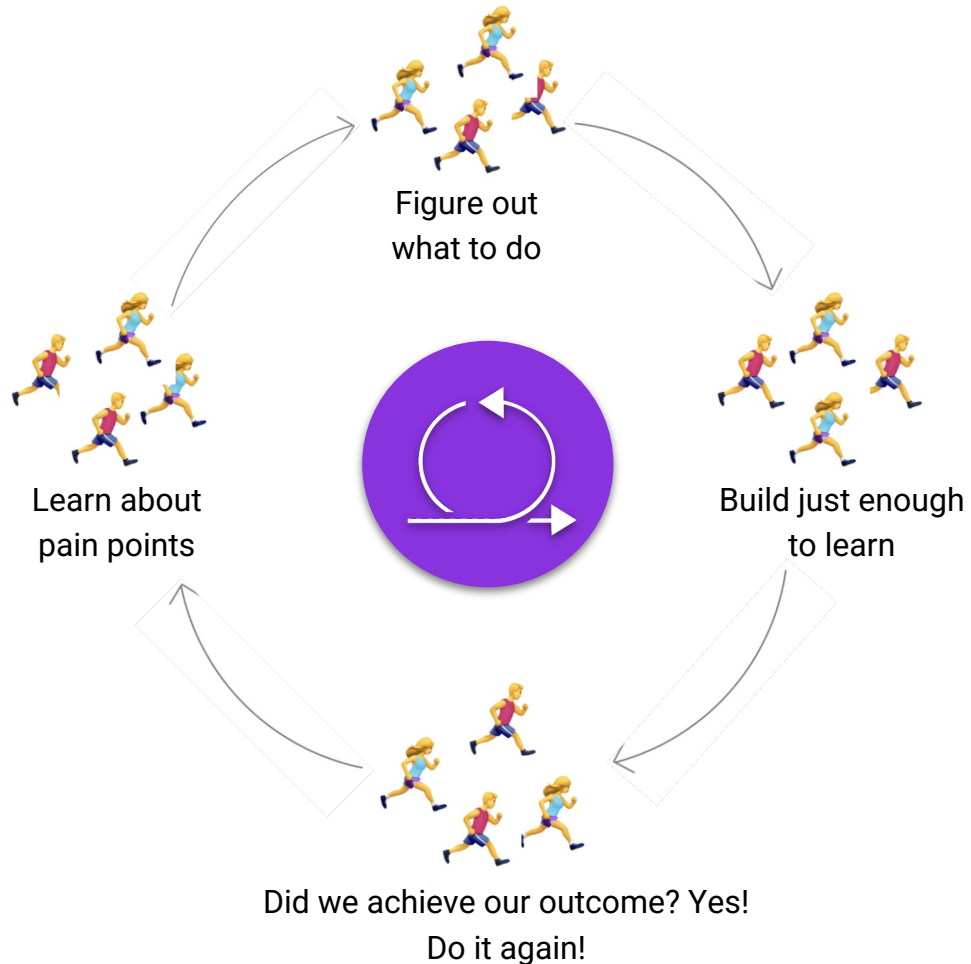 Figure out
what to do
Learn about
pain points
Build just enough
to learn
Did we achieve our outcome? Yes!
Do it again!